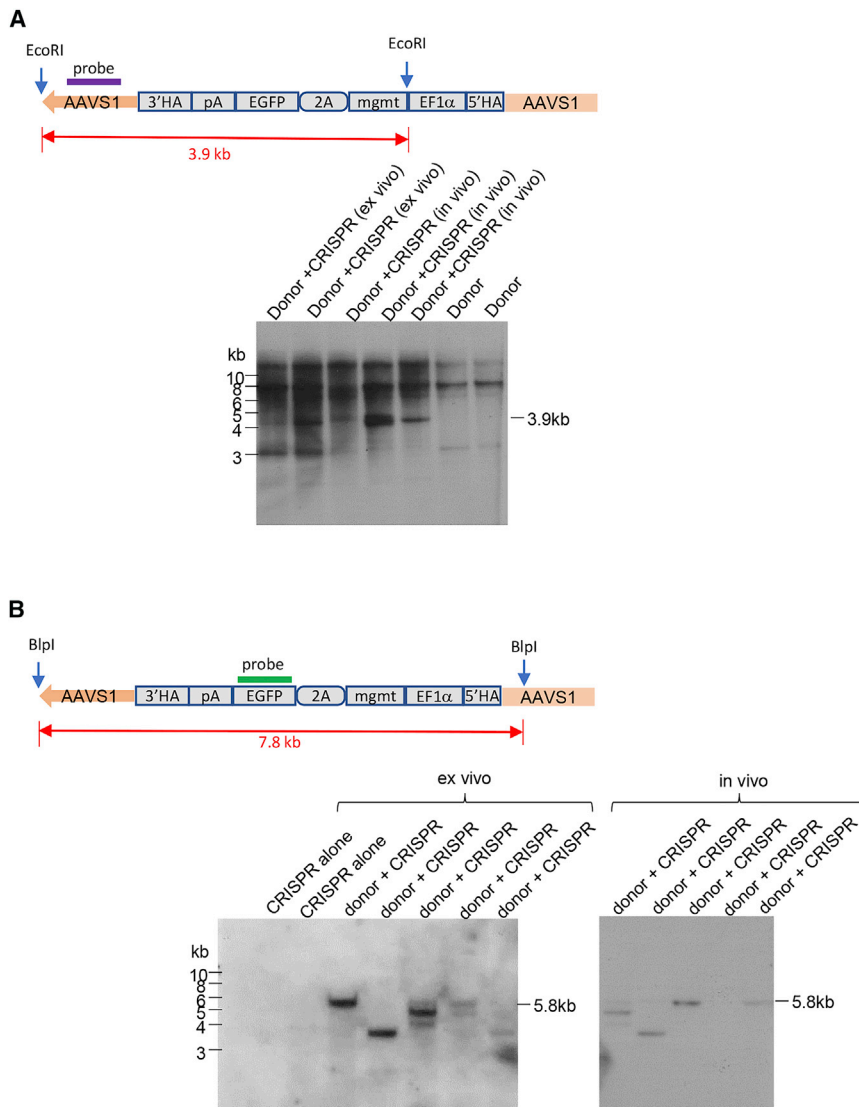 A
EcoRI
EcoRI
probe
AAVS1 3'HA pA EGFP 2A mgmt EF1α 5'HA AAVS1
3.9 kb
Donor +CRISPR (ex vivo)
Donor +CRISPR (ex vivo)
Donor +CRISPR (in vivo)
Donor +CRISPR (in vivo)
Donor +CRISPR (in vivo)
Donor
Donor
kb
10
8
6
5
4
3
3.9kb
B
BlpI
BlpI
probe
AAVS1 3'HA pA EGFP 2A mgmt EF1α 5'HA AAVS1
7.8 kb
ex vivo
in vivo
CRISPR alone
CRISPR alone
donor + CRISPR
donor + CRISPR
donor + CRISPR
donor + CRISPR
donor + CRISPR
donor + CRISPR
donor + CRISPR
donor + CRISPR
donor + CRISPR
donor + CRISPR
kb
10
8
6
5
4
3
5.8kb
5.8kb